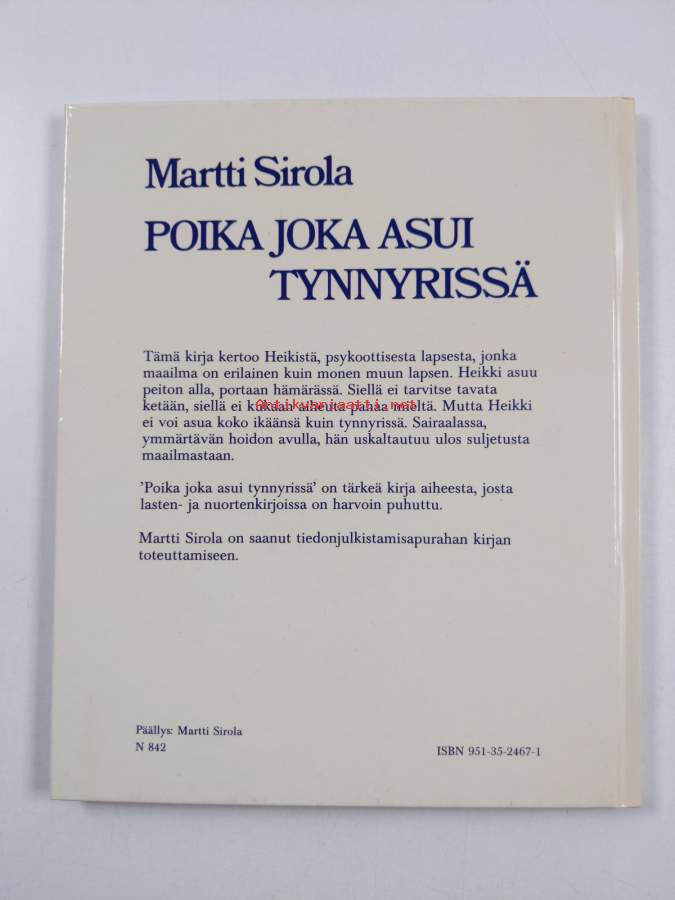 Martti Sirola
POIKA JOKA ASUI
TYNNYRISSÄ
Tämä kirja kertoo Heikistä, psykoottisesta lapsesta, jonka
maailma on erilainen kuin monen muun lapsen. Heikki asuu
peiton alla, portaan hämärässä. Siellä ei tarvitse tavata
ketään, siellä ei kukaan aiheuta pahaa mieltä. Mutta Heikki
Antikvariaatti.net
ei voi asua koko ikäänsä kuin tynnyrissä. Sairaalassa,
ymmärtävän hoidon avulla, hän uskaltautuu ulos suljetusta
maailmastaan.
'Poika joka asui tynnyrissä' on tärkeä kirja aiheesta, josta
lasten- ja nuortenkirjoissa on harvoin puhuttu.
Martti Sirola on saanut tiedonjulkistamisapurahan kirjan
toteuttamiseen.
Päällys: Martti Sirola
N 842
ISBN 951-35-2467-1